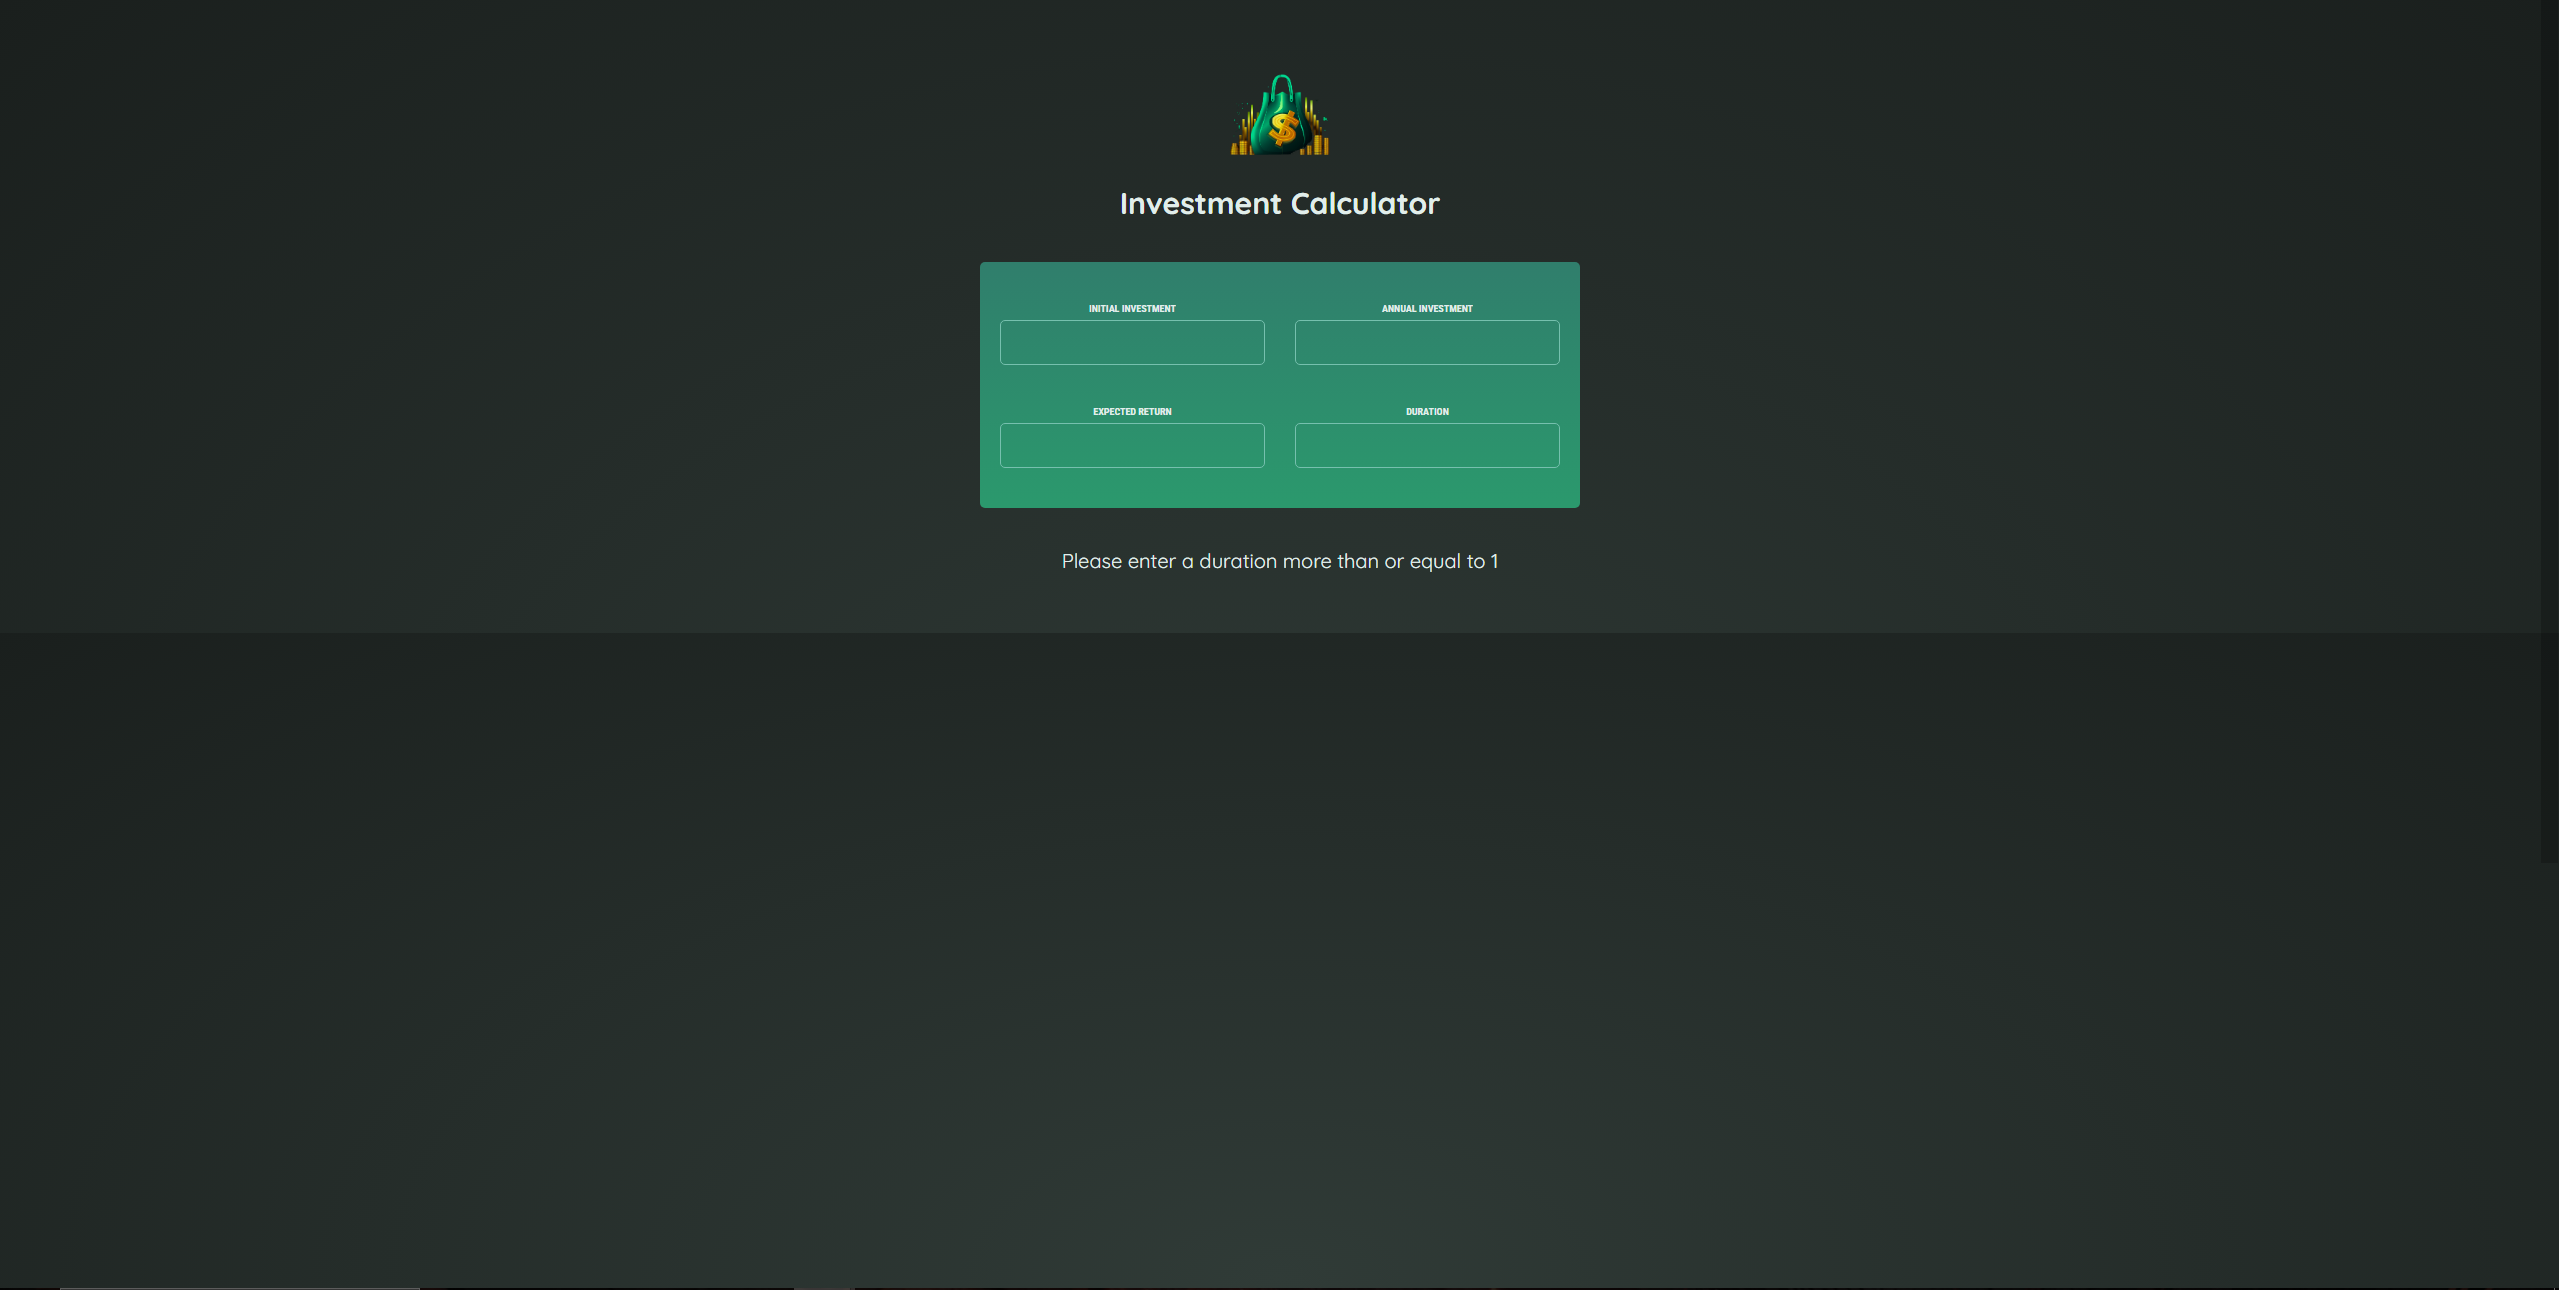 $
Investment Calculator
INITIAL INVESTMENT
ANNUAL INVESTMENT
EXPECTED RETURN
DURATION
Please enter a duration more than or equal to 1